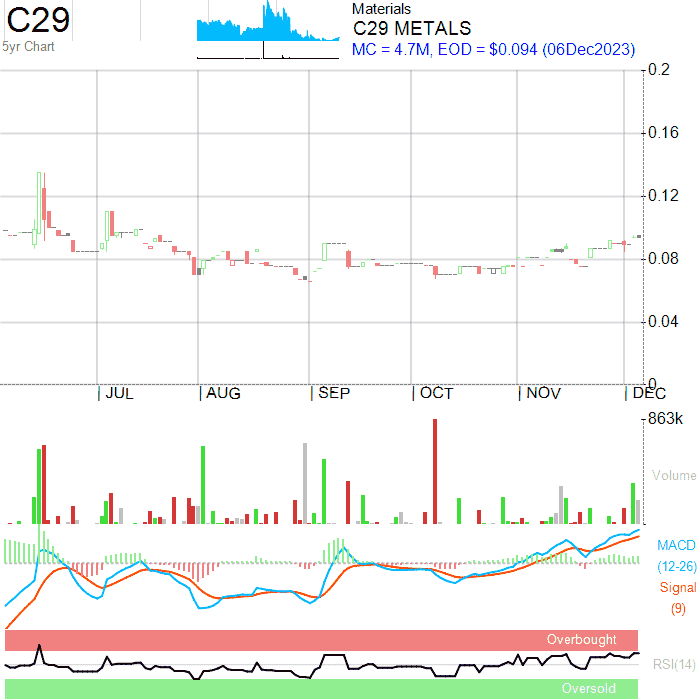 C29
5yr Chart
Materials
C29 METALS
MC = 4.7M, EOD = $0.094 (06Dec2023)
0.2
0.16
0.12
0.08
0.04
0
JUL
AUG
SEP
OCT
NOV
DEC
863k
Volume
MACD
(12-26)
Signal
(9)
Overbought
RSI(14)
Oversold